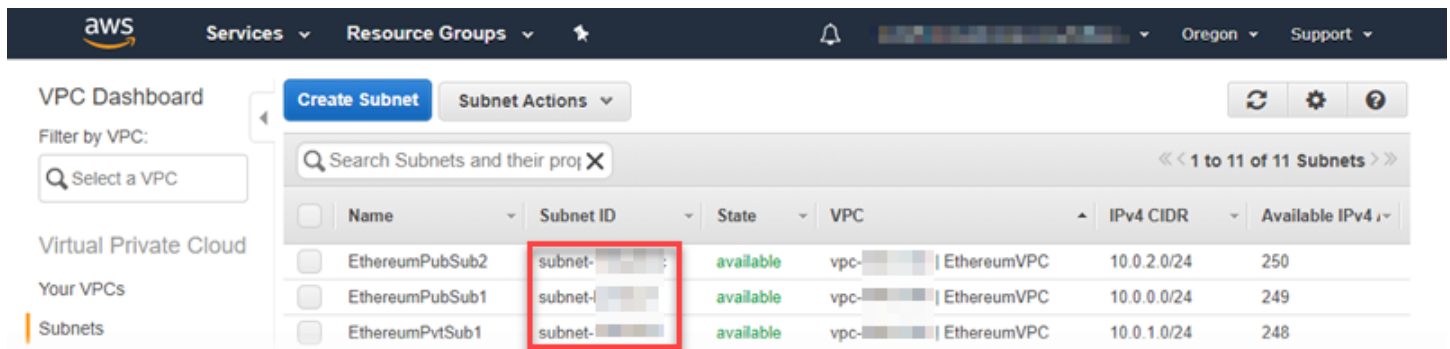 aws Services Resource Groups Oregon Support
VPC Dashboard Create Subnet Subnet Actions
Filter by VPC:
Select a VPC Search Subnets and their prop 1 to 11 of 11 Subnets
Name Subnet ID State VPC IPv4 CIDR Available IPv4
Virtual Private Cloud
EthereumPubSub2 subnet- available vpc- | EthereumVPC 10.0.2.0/24 250
Your VPCs
EthereumPubSub1 subnet- available vpc- | EthereumVPC 10.0.0.0/24 249
Subnets
EthereumPvtSub1 subnet- available vpc- | EthereumVPC 10.0.1.0/24 248